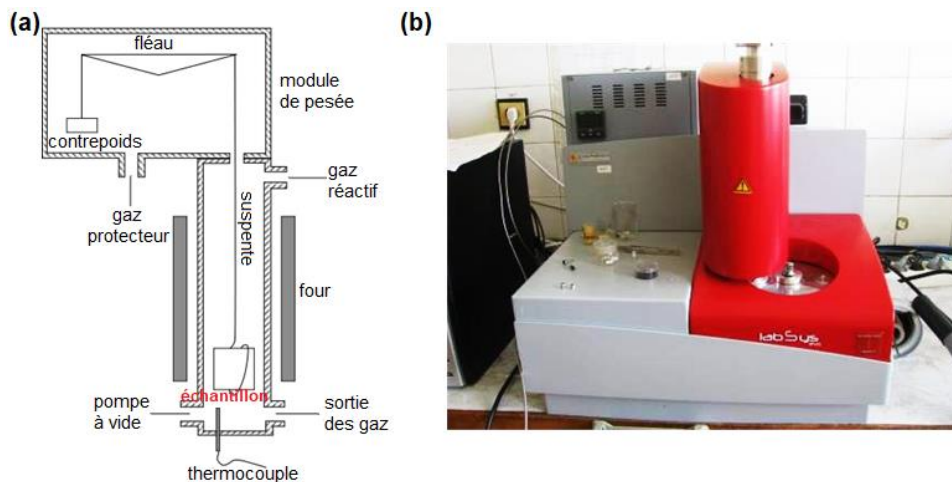 (a)
fléau
module
de pesée
contrepoids
gaz
protecteur
gaz
réactif
suspente
four
échantillon
pompe
à vide
sortie
des gaz
thermocouple
(b)
labSys